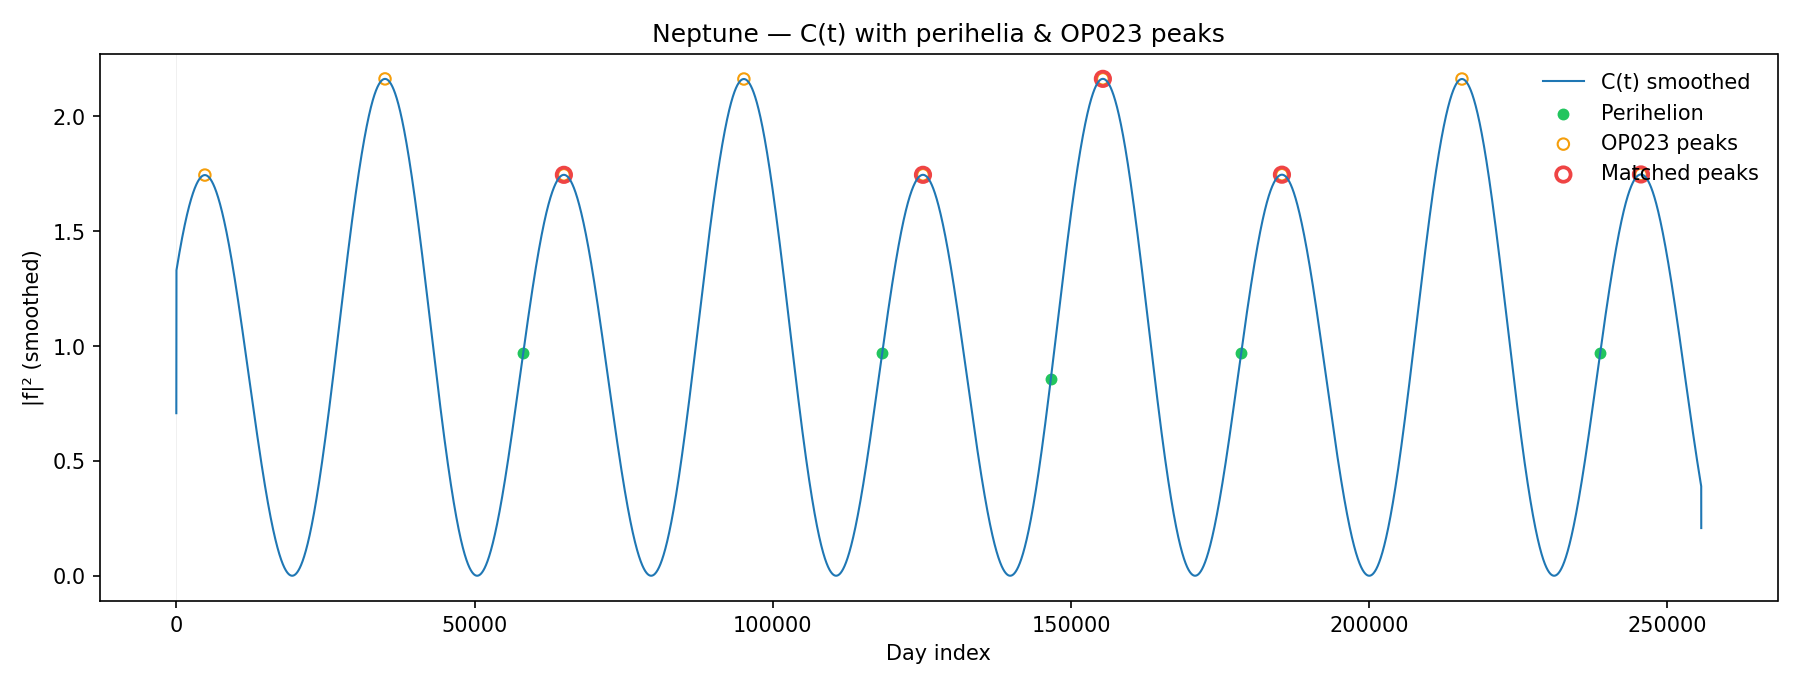 Neptune — C(t) with perihelia & OP023 peaks
C(t) smoothed
Perihelion
OP023 peaks
Matched peaks
|f|² (smoothed)
2.0
1.5
1.0
0.5
0.0
0 50000 100000 150000 200000 250000
Day index